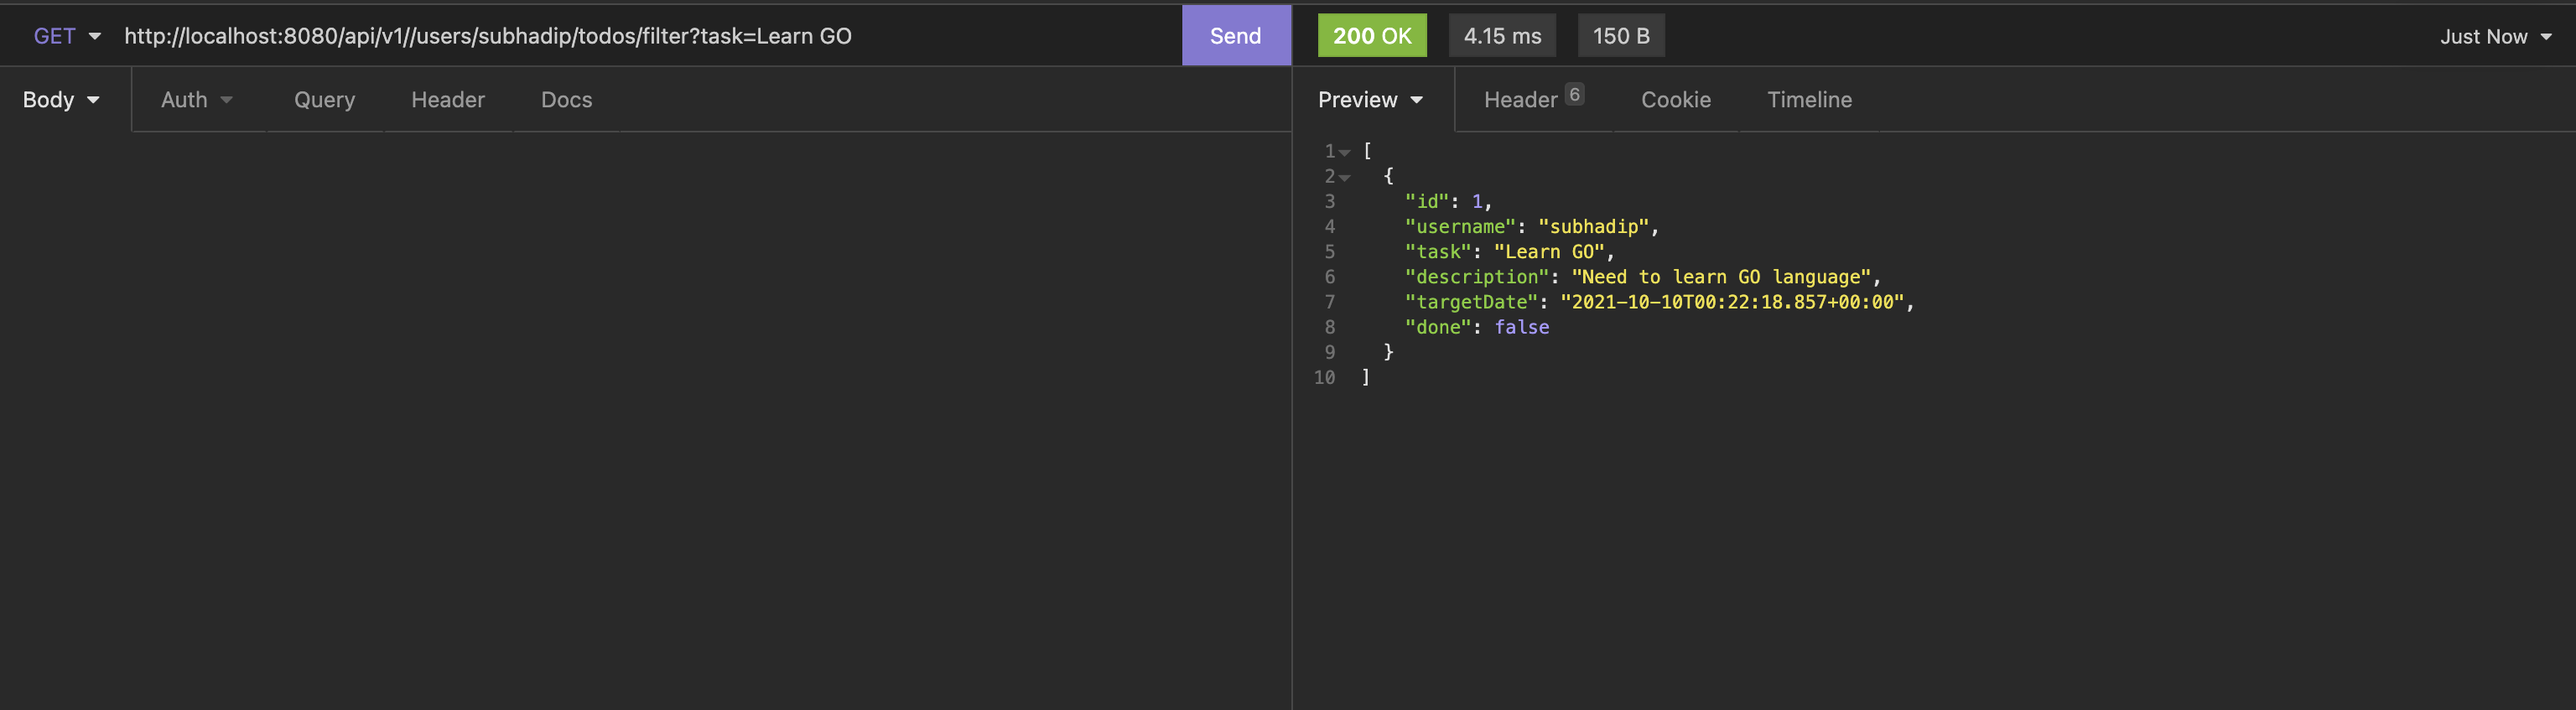 GET http://localhost:8080/api/v1//users/subhadip/todos/filter?task=Learn GO Send 200 OK 4.15 ms 150 B Just Now
Body Auth Query Header Docs Preview Header 6 Cookie Timeline
1 [
2 {
3 "id": 1,
4 "username": "subhadip",
5 "task": "Learn GO",
6 "description": "Need to learn GO language",
7 "targetDate": "2021-10-10T00:22:18.857+00:00",
8 "done": false
9 }
10 ]